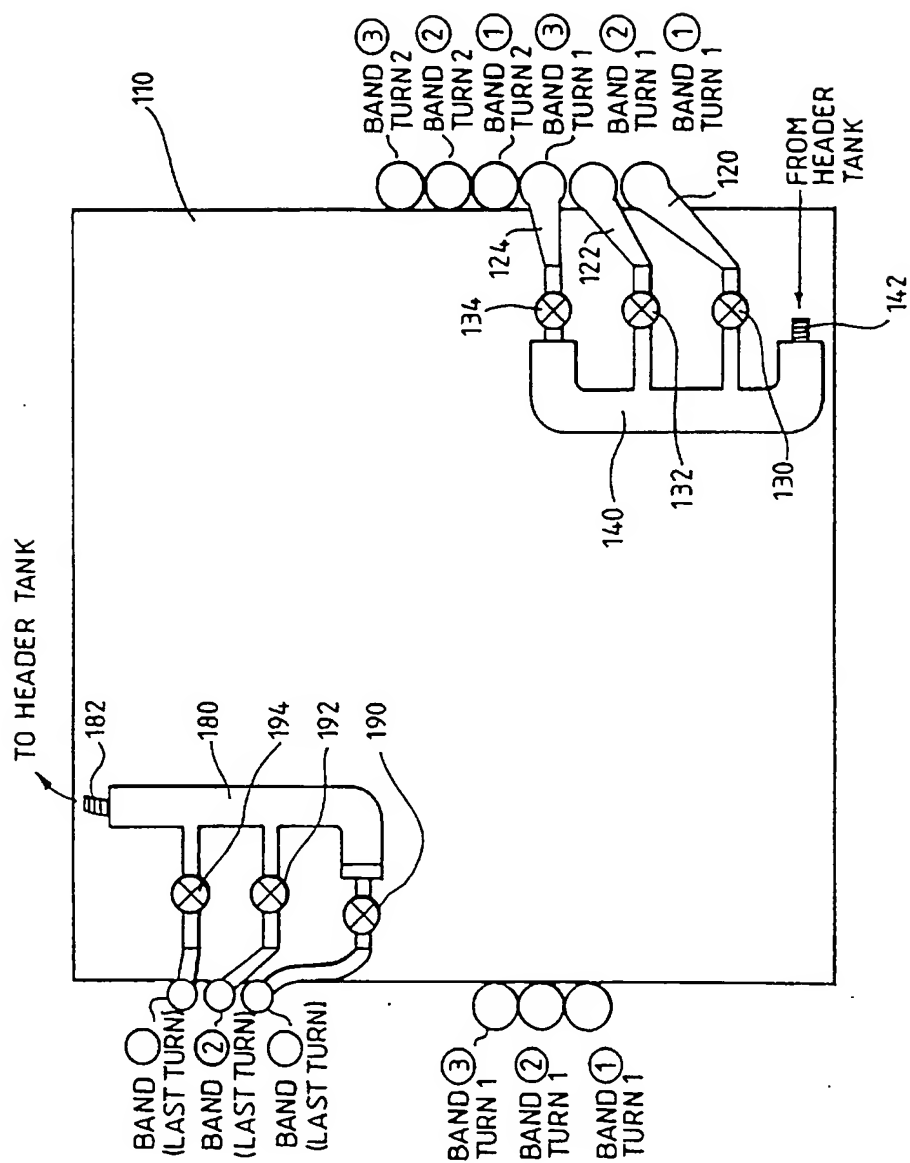 TO HEADER TANK
182
180
194
192
190
BAND ◯
(LAST TURN)
BAND ②
(LAST TURN)
BAND ◯
(LAST TURN)
110
BAND ③
TURN 2
BAND ②
TURN 2
BAND ①
TURN 2
BAND ③
TURN 1
BAND ②
TURN 1
BAND ①
TURN 1
124
122
120
134
132
130
140
142
FROM
HEADER
TANK
BAND ③
TURN 1
BAND ②
TURN 1
BAND ①
TURN 1